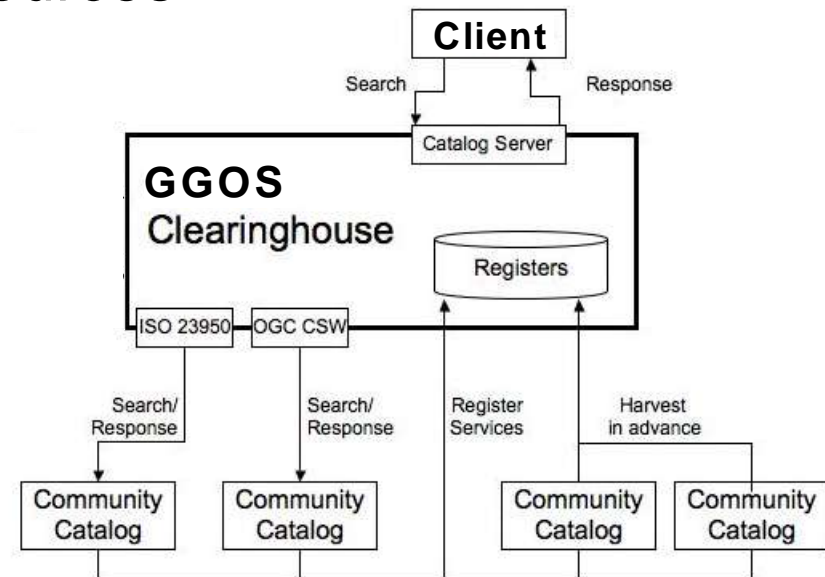 Client
Search
Response
Catalog Server
GGOS
Clearinghouse
Registers
ISO 23950
OGC CSW
Search/
Response
Search/
Response
Register
Services
Harvest
in advance
Community
Catalog
Community
Catalog
Community
Catalog
Community
Catalog